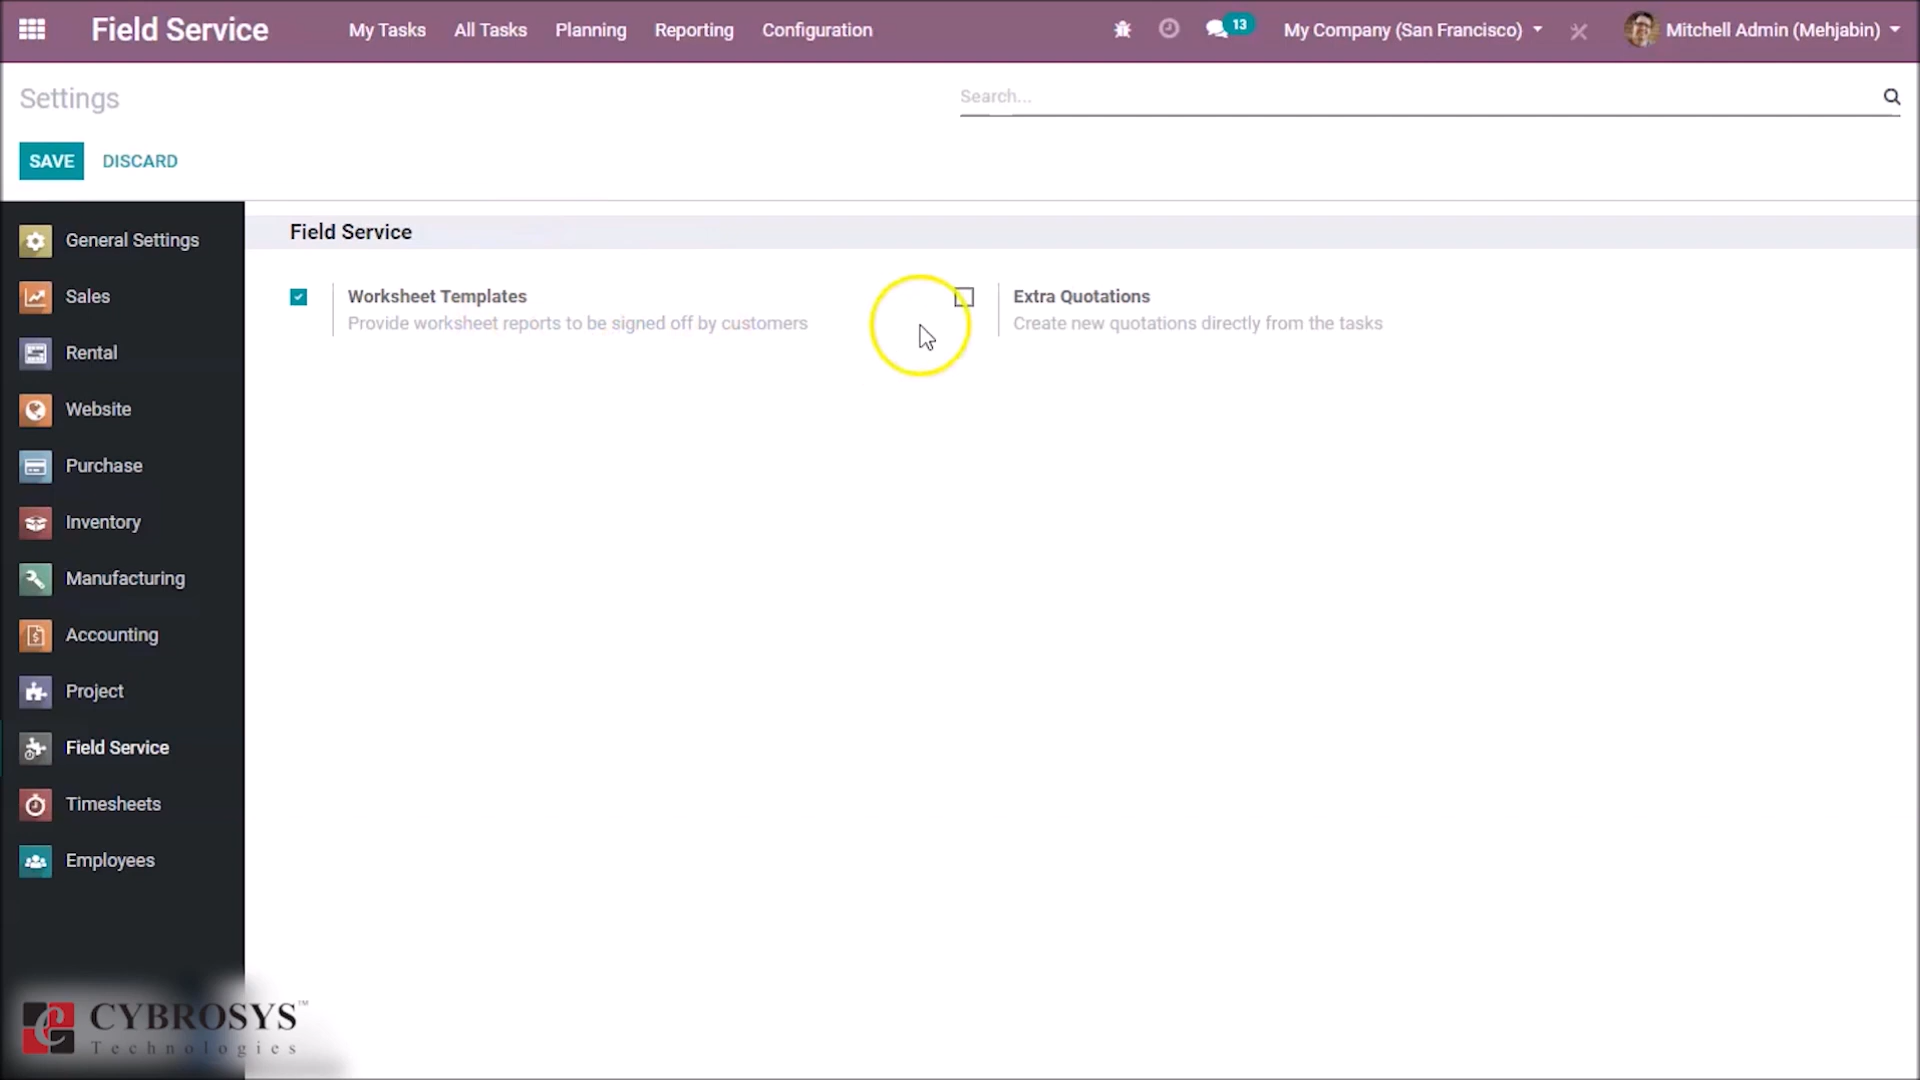 Field Service
My Tasks
All Tasks
Planning
Reporting
Configuration
13
My Company (San Francisco)
Mitchell Admin (Mehjabin)
Settings
Search...
SAVE
DISCARD
General Settings
Sales
Rental
Website
Purchase
Inventory
Manufacturing
Accounting
Project
Field Service
Timesheets
Employees
Field Service
Worksheet Templates
Provide worksheet reports to be signed off by customers
Extra Quotations
Create new quotations directly from the tasks
CYBROSYS™
Technologies